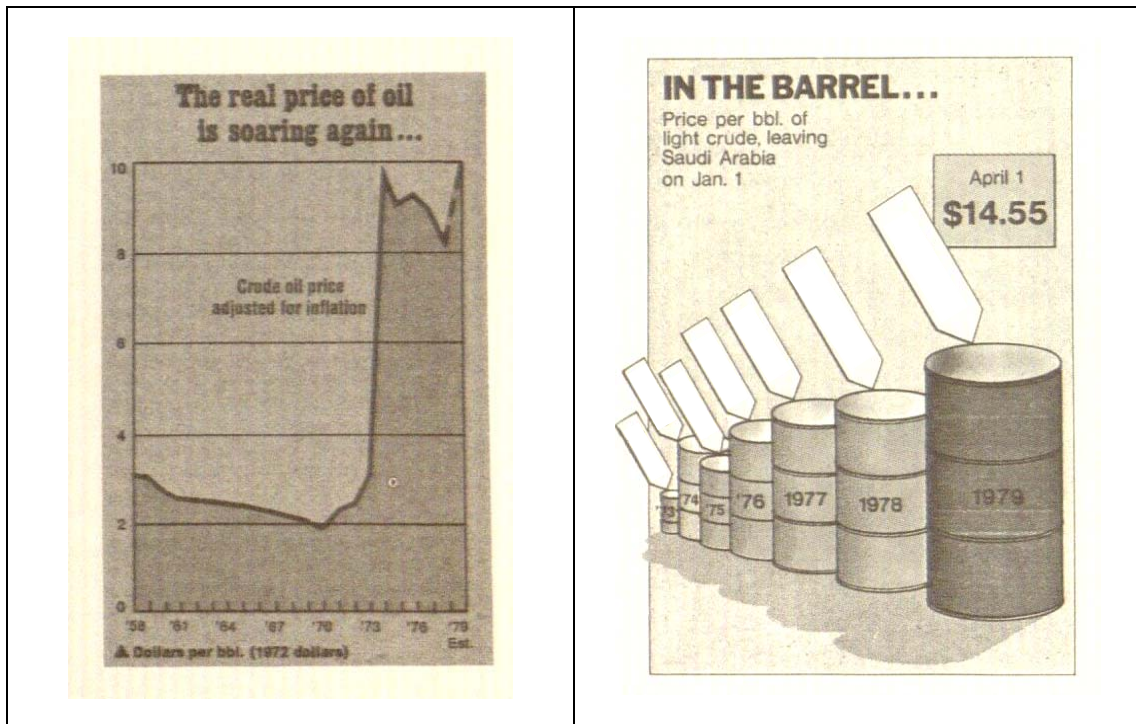 The real price of oil
is soaring again...
10
8
6
4
2
0
Crude oil price
adjusted for inflation
'58 '61 '64 '67 '70 '73 '76 '79
Est.
▲ Dollars per bbl. (1972 dollars)
IN THE BARREL...
Price per bbl. of
light crude, leaving
Saudi Arabia
on Jan. 1
April 1
$14.55
'73 '74 '75 '76 1977 1978 1979